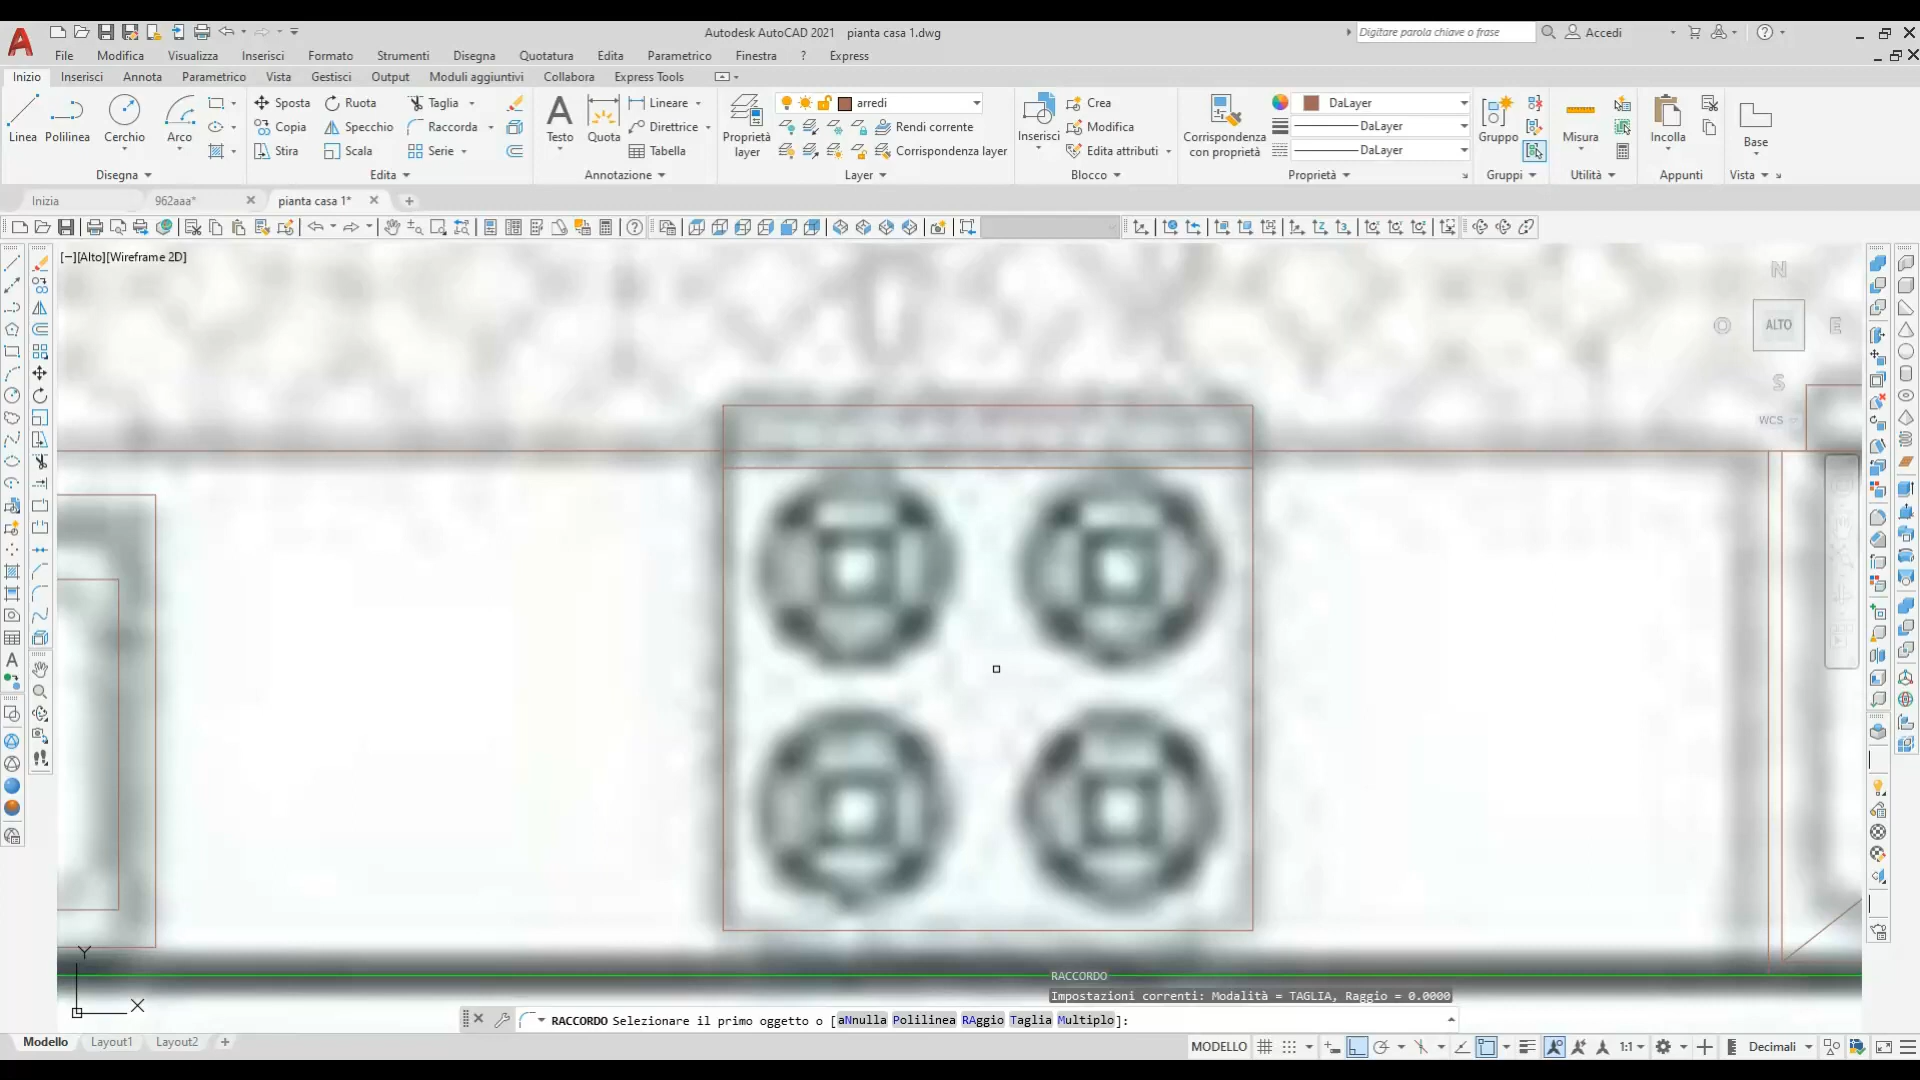 Autodesk AutoCAD 2021 pianta casa 1.dwg
Digitare parola chiave o frase
Accedi
File Modifica Visualizza Inserisci Formato Strumenti Disegna Quotatura Edita Parametrico Finestra ? Express
Inizio Inserisci Annota Parametrico Vista Gestisci Output Moduli aggiuntivi Collabora Express Tools
Linea Polilinea Cerchio Arco
Disegna
Sposta Ruota Taglia
Copia Specchio Raccorda
Stira Scala Serie
Edita
Testo Quota
Lineare
Direttrice
Tabella
Annotazione
Proprietà layer
arredi
Rendi corrente
Corrispondenza layer
Layer
Inserisci
Crea
Modifica
Edita attributi
Blocco
Corrispondenza con proprietà
DaLayer
DaLayer
DaLayer
Proprietà
Gruppo
Gruppi
Misura
Utilità
Incolla
Appunti
Base
Vista
Inizia 962aaa* pianta casa 1*
[−][Alto][Wireframe 2D]
N
O ALTO E
S
WCS
Y
X
RACCORDO
Impostazioni correnti: Modalità = TAGLIA, Raggio = 0.0000
RACCORDO Selezionare il primo oggetto o [aNnulla Polilinea RAggio Taglia Multiplo]:
Modello Layout1 Layout2 +
MODELLO 1:1 Decimali